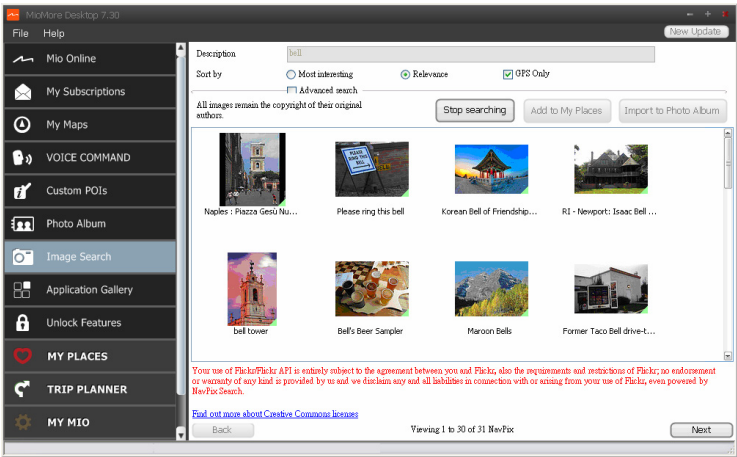 MioMore Desktop 7.30
File Help
New Update
Mio Online
My Subscriptions
My Maps
VOICE COMMAND
Custom POIs
Photo Album
Image Search
Application Gallery
Unlock Features
MY PLACES
TRIP PLANNER
MY MIO
Description bell
Sort by Most interesting Relevance GPS Only
Advanced search
All images remain the copyright of their original
authors.
Stop searching Add to My Places Import to Photo Album
PLEASE
RING THIS
BELL
Naples : Piazza Gesù Nu... Please ring this bell Korean Bell of Friendship... RI - Newport: Isaac Bell ...
bell tower Bell's Beer Sampler Maroon Bells Former Taco Bell drive-t...
Your use of Flickr/Flickr API is entirely subject to the agreement between you and Flickr, also the requirements and restrictions of Flickr; no endorsement
or warranty of any kind is provided by us and we disclaim any and all liabilities in connection with or arising from your use of Flickr, even powered by
NavPix Search.
Find out more about Creative Commons licenses
Back Viewing 1 to 30 of 31 NavPix Next